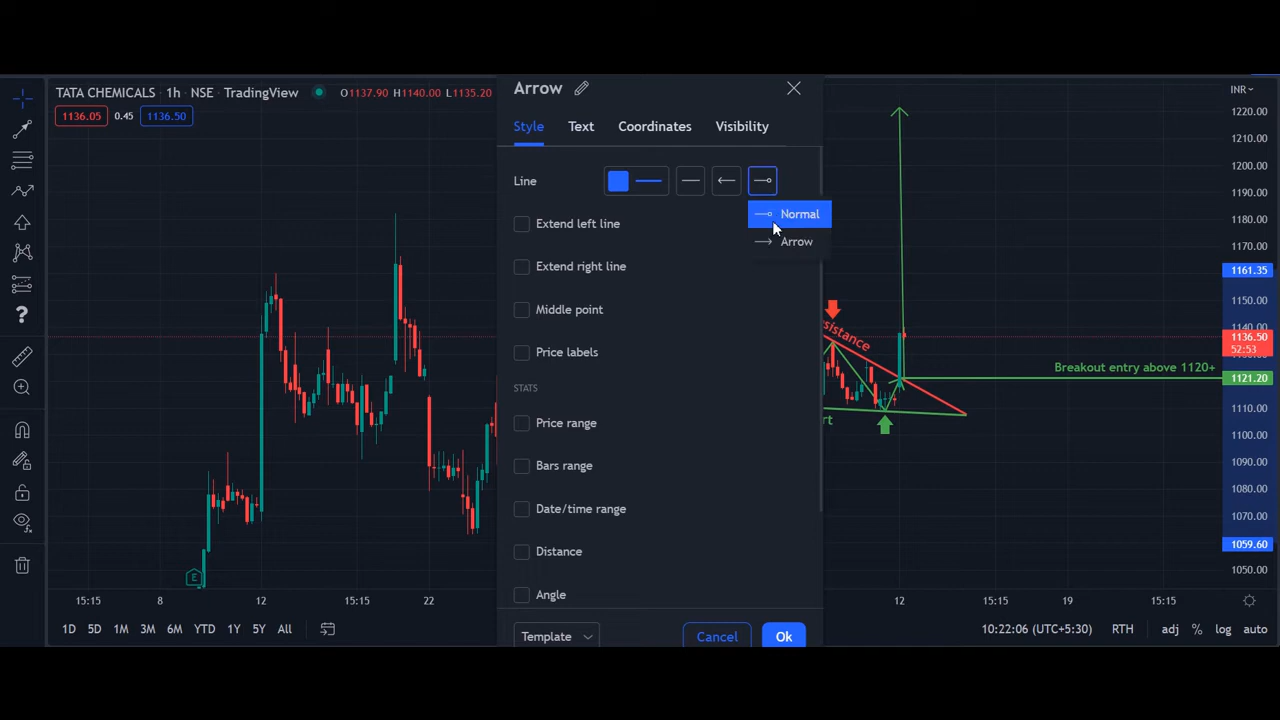 TATA CHEMICALS 1h NSE TradingView O1137.90 H1140.00 L1135.20
1136.05 0.45 1136.50
Arrow
Style Text Coordinates Visibility
Line
Normal
Arrow
Extend left line
Extend right line
Middle point
Price labels
STATS
Price range
Bars range
Date/time range
Distance
Angle
Template
Cancel
Ok
sistance
Breakout entry above 1120+
rt
E
INR
1220.00
1210.00
1200.00
1190.00
1180.00
1170.00
1161.35
1150.00
1140.00
1136.50
52:53
1121.20
1110.00
1100.00
1090.00
1080.00
1070.00
1059.60
1050.00
15:15 8 12 15:15 22 12 15:15 19 15:15
1D 5D 1M 3M 6M YTD 1Y 5Y All 10:22:06 (UTC+5:30) RTH adj % log auto